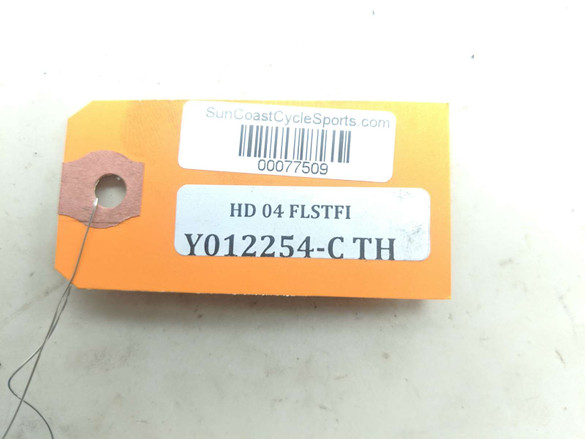 SunCoastCycleSports.com
00077509
HD 04 FLSTFI
Y012254-C TH